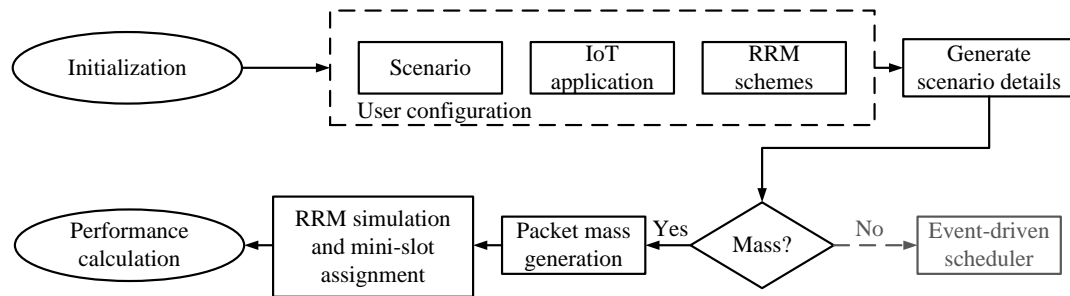 Initialization
Scenario
IoT
application
RRM
schemes
User configuration
Generate
scenario details
Performance
calculation
RRM simulation
and mini-slot
assignment
Packet mass
generation
Yes
Mass?
No
Event-driven
scheduler